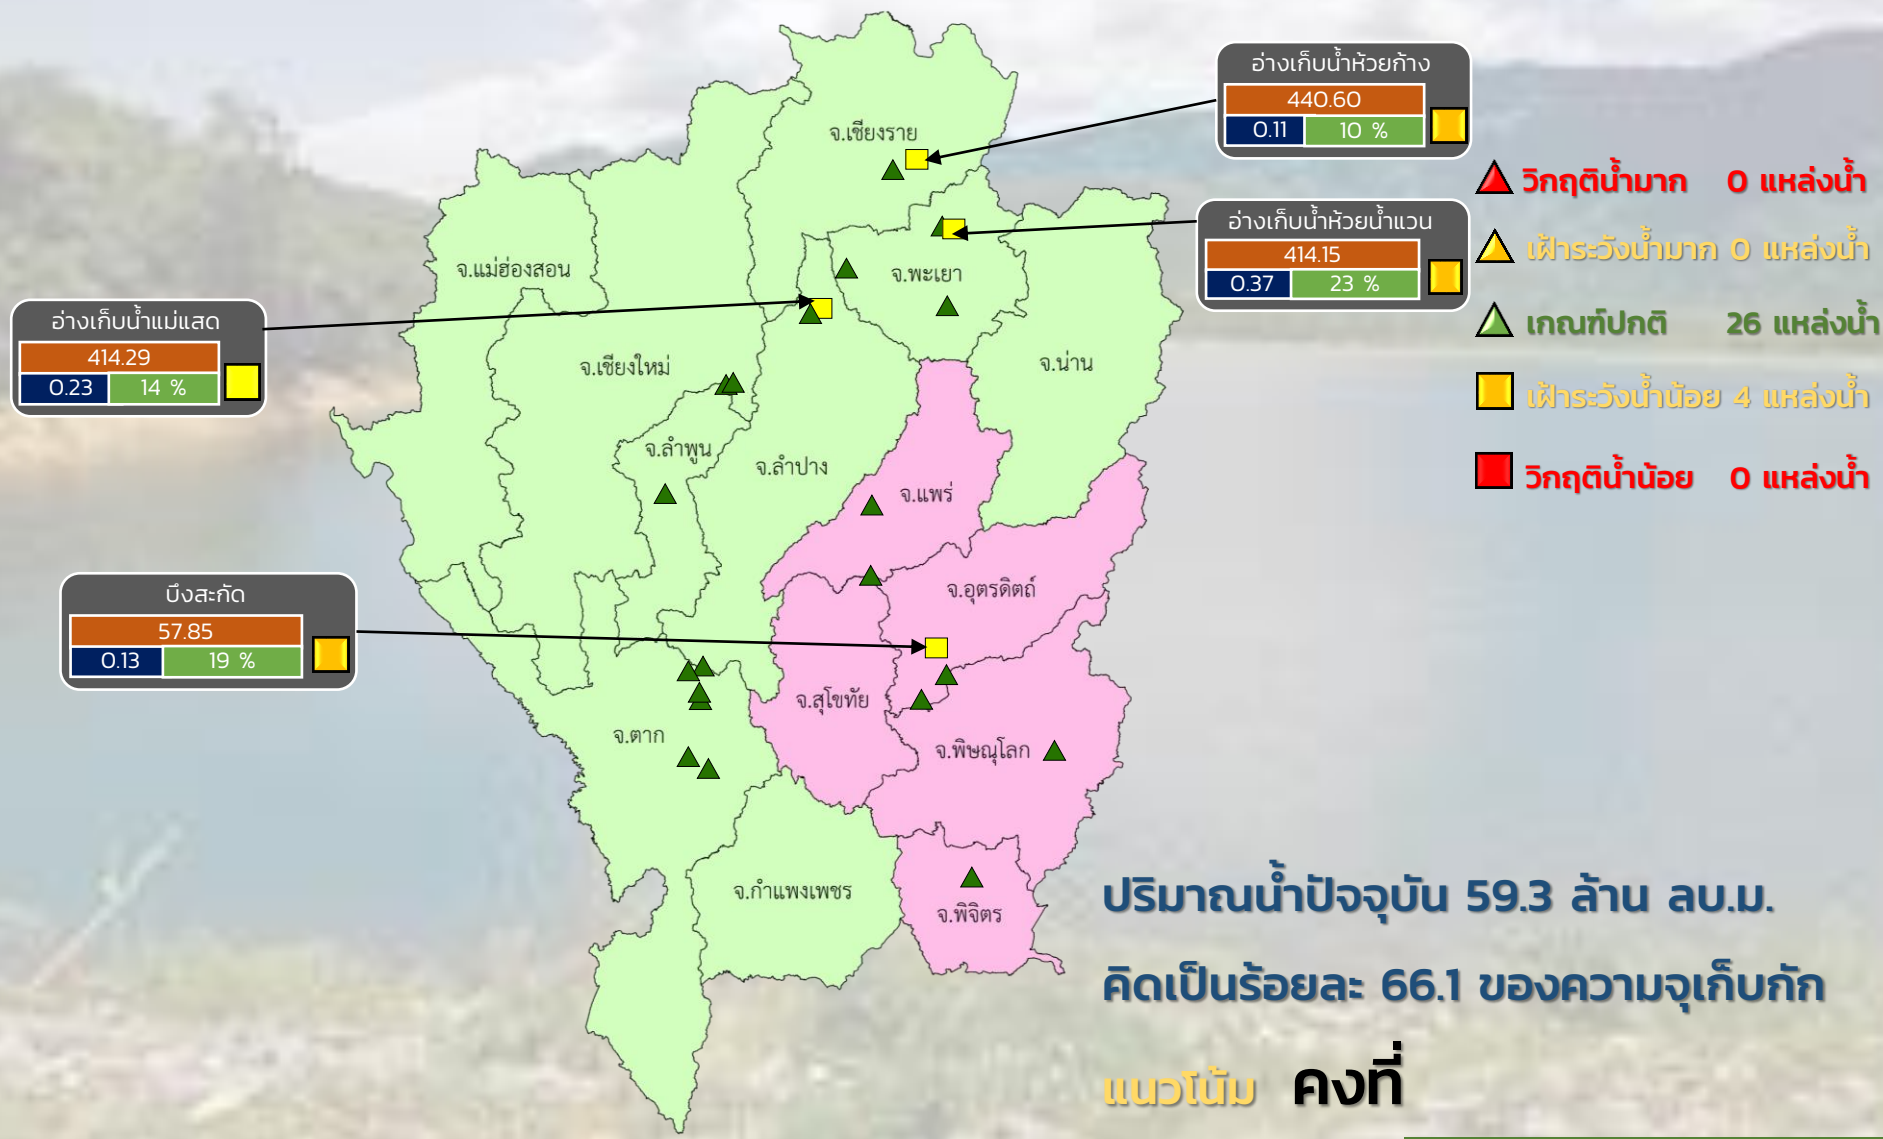 อ่างเก็บน้ำห้วยก้าง
440.60
0.11 10 %
จ.เชียงราย
วิกฤติน้ำมาก 0 แหล่งน้ำ
อ่างเก็บน้ำห้วยน้ำแวน
414.15
0.37 23 %
เฝ้าระวังน้ำมาก 0 แหล่งน้ำ
จ.แม่ฮ่องสอน
จ.พะเยา
อ่างเก็บน้ำแม่แสด
414.29
0.23 14 %
เกณฑ์ปกติ 26 แหล่งน้ำ
จ.เชียงใหม่
จ.น่าน
เฝ้าระวังน้ำน้อย 4 แหล่งน้ำ
จ.ลำพูน
จ.ลำปาง
วิกฤติน้ำน้อย 0 แหล่งน้ำ
จ.แพร่
บึงสะกัด
57.85
0.13 19 %
จ.อุตรดิตถ์
จ.สุโขทัย
จ.ตาก
จ.พิษณุโลก
จ.กำแพงเพชร
จ.พิจิตร
ปริมาณน้ำปัจจุบัน 59.3 ล้าน ลบ.ม.
คิดเป็นร้อยละ 66.1 ของความจุเก็บกัก
แนวโน้ม คงที่